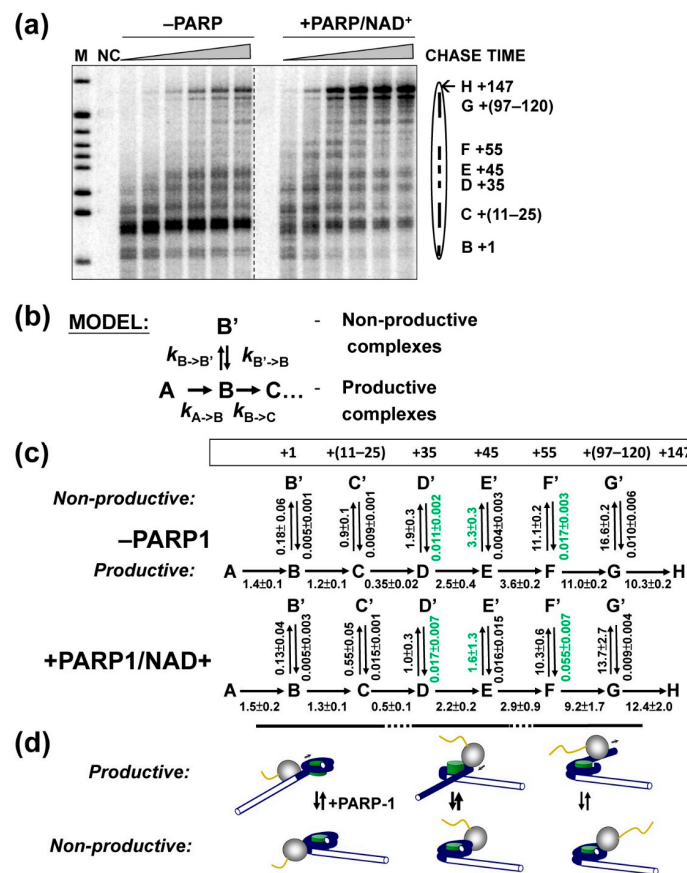 (a)
–PARP
+PARP/NAD⁺
M NC
CHASE TIME
H +147
G +(97–120)
F +55
E +45
D +35
C +(11–25)
B +1
(b)
MODEL:
B'
- Non-productive complexes
k B->B'
k B'->B
A B C…
- Productive complexes
k A->B
k B->C
(c)
+1 +(11–25) +35 +45 +55 +(97–120) +147
B' C' D' E' F' G'
Non-productive:
0.18± 0.06 0.005±0.001 0.9±0.1 0.009±0.001 1.9±0.3 0.011±0.002 3.3±0.3 0.004±0.003 11.1±0.2 0.017±0.003 16.6±0.2 0.010±0.006
–PARP1
Productive:
A B C D E F G H
1.4±0.1 1.2±0.1 0.35±0.02 2.5±0.4 3.6±0.2 11.0±0.2 10.3±0.2
B' C' D' E' F' G'
0.13±0.04 0.005±0.003 0.55±0.05 0.015±0.001 1.0±0.3 0.017±0.007 1.6±1.3 0.016±0.015 10.3±0.6 0.055±0.007 13.7±2.7 0.009±0.004
+PARP1/NAD+
A B C D E F G H
1.5±0.2 1.3±0.1 0.5±0.1 2.2±0.2 2.9±0.9 9.2±1.7 12.4±2.0
(d)
Productive:
+PARP-1
Non-productive: